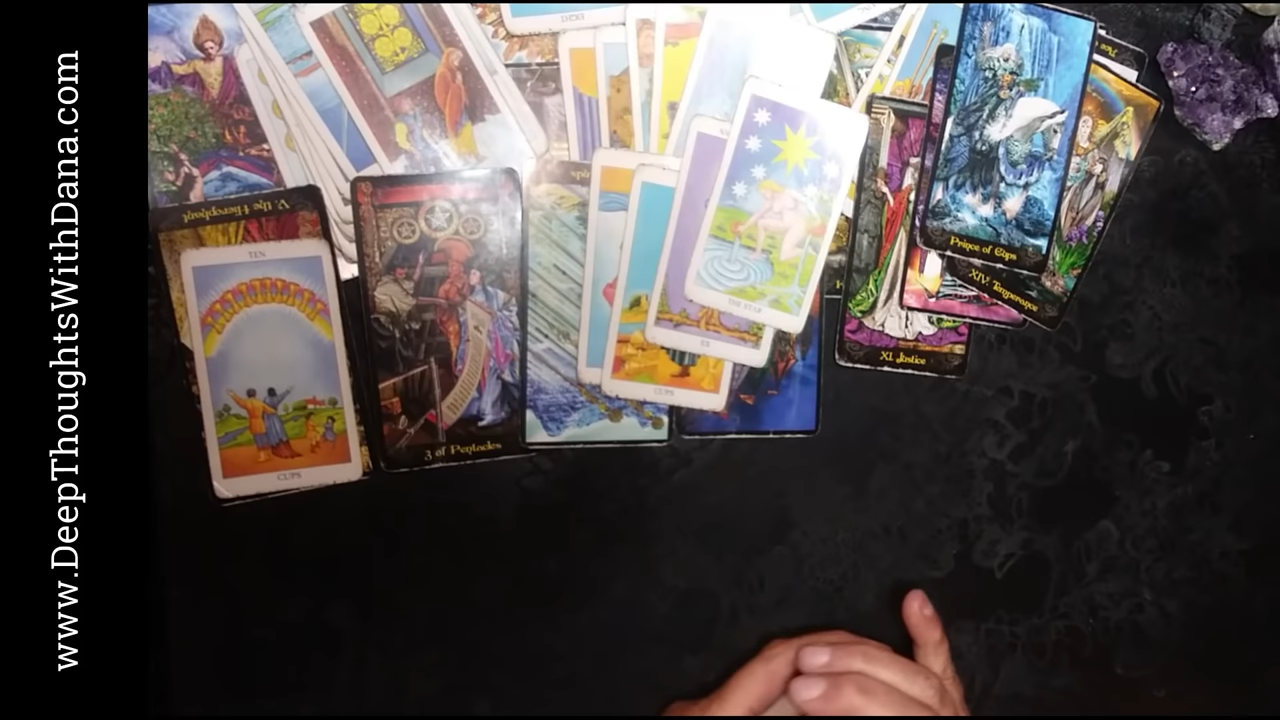 www.DeepThoughtsWithDana.com
EIGHT
V. the Hierophant
TEN
CUPS
3 of Pentacles
CUPS
THE STAR
XI. Justice
Prince of Cups
XIV. Temperance